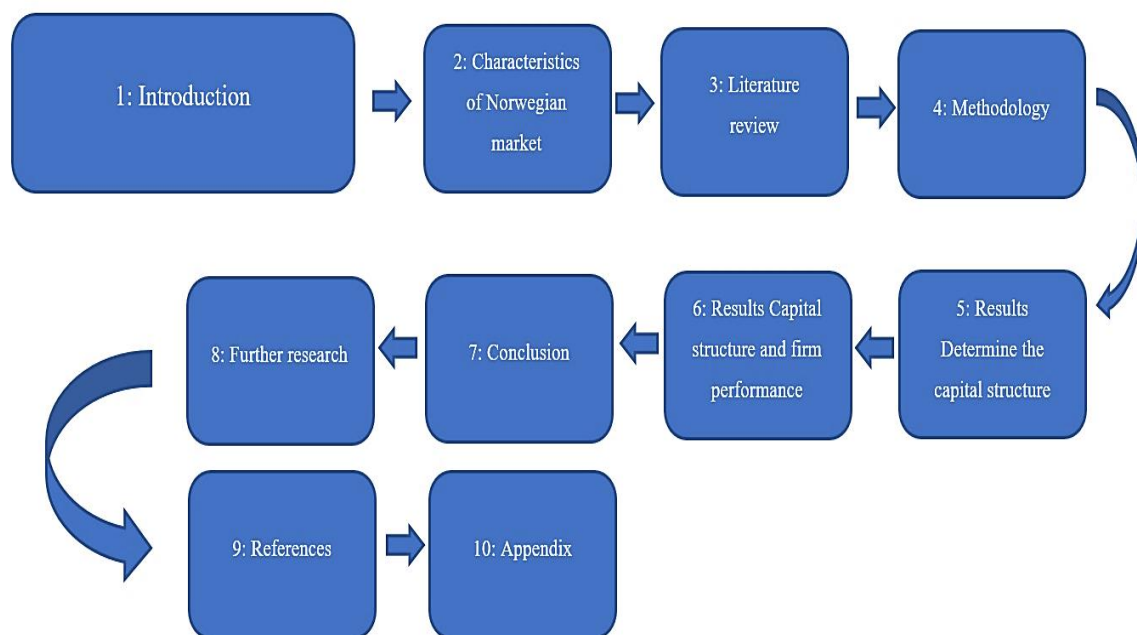 1: Introduction
2: Characteristics
of Norwegian
market
3: Literature
review
4: Methodology
5: Results
Determine the
capital structure
6: Results Capital
structure and firm
performance
7: Conclusion
8: Further research
9: References
10: Appendix